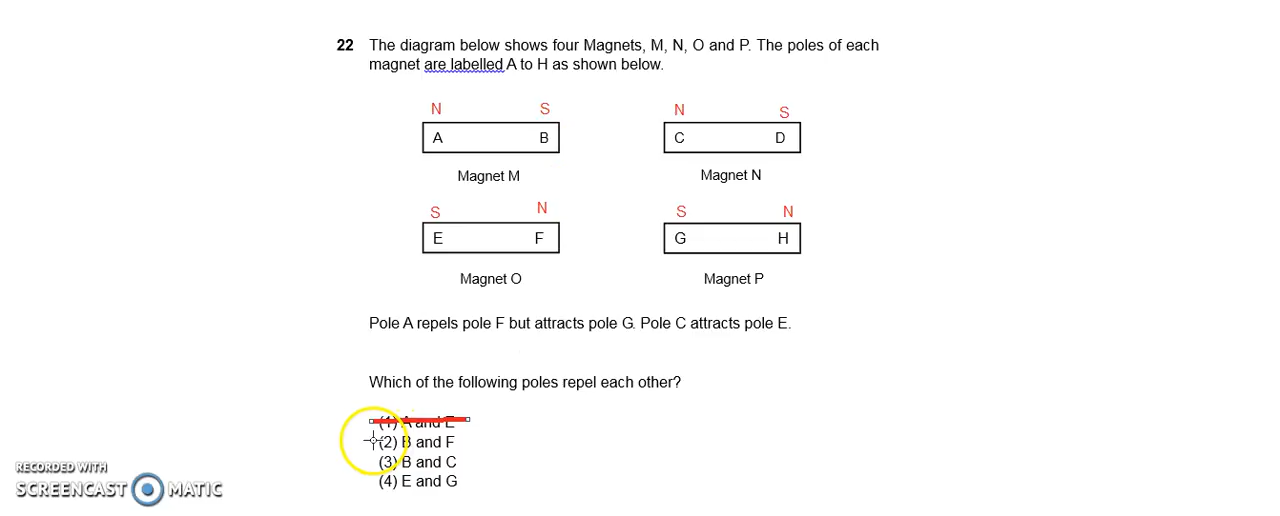 22 The diagram below shows four Magnets, M, N, O and P. The poles of each
magnet are labelled A to H as shown below.
N S N S
A B C D
Magnet M Magnet N
S N S N
E F G H
Magnet O Magnet P
Pole A repels pole F but attracts pole G. Pole C attracts pole E.
Which of the following poles repel each other?
(1) A and E
(2) B and F
(3) B and C
(4) E and G
RECORDED WITH
SCREENCAST O MATIC